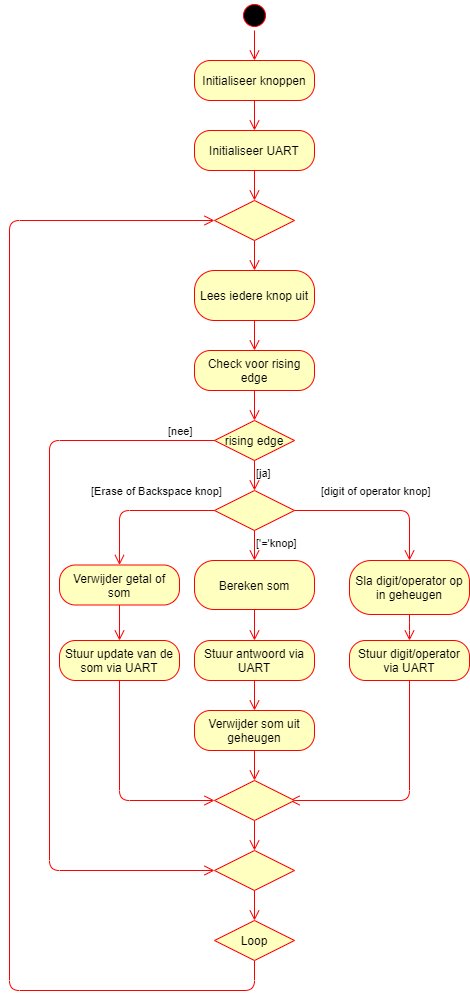 Initialiseer knoppen
Initialiseer UART
Lees iedere knop uit
Check voor rising
edge
[nee]
rising edge
[ja]
[Erase of Backspace knop]
[digit of operator knop]
['='knop]
Verwijder getal of
som
Bereken som
Sla digit/operator op
in geheugen
Stuur update van de
som via UART
Stuur antwoord via
UART
Stuur digit/operator
via UART
Verwijder som uit
geheugen
Loop